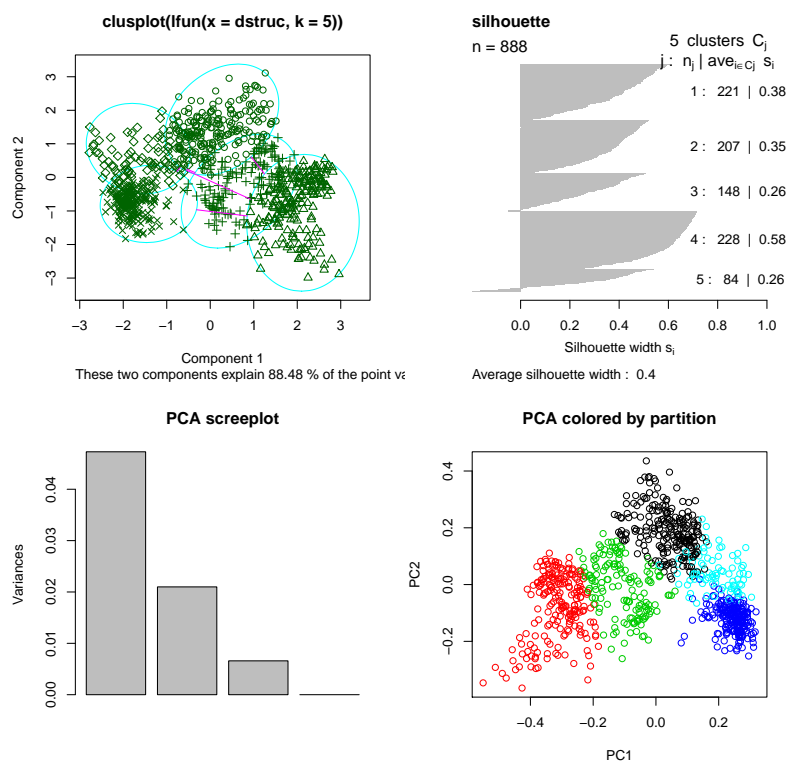 clusplot(lfun(x = dstruc, k = 5))
Component 2
3
2
1
0
−1
−2
−3
−3 −2 −1 0 1 2 3
Component 1
These two components explain 88.48 % of the point va
silhouette
n = 888
5 clusters Cj
j : nj | avei∈Cj si
1 : 221 | 0.38
2 : 207 | 0.35
3 : 148 | 0.26
4 : 228 | 0.58
5 : 84 | 0.26
0.0 0.2 0.4 0.6 0.8 1.0
Silhouette width si
Average silhouette width : 0.4
PCA screeplot
Variances
0.04
0.03
0.02
0.01
0.00
PCA colored by partition
PC2
0.4
0.2
0.0
−0.2
−0.4 −0.2 0.0 0.2
PC1